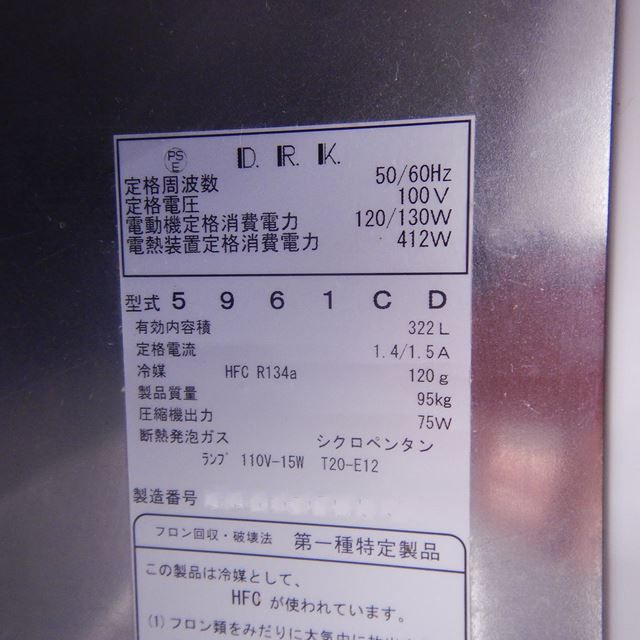 PS
E
D. R. K.
定格周波数 50/60Hz
定格電圧 100V
電動機定格消費電力 120/130W
電熱装置定格消費電力 412W
型式 5961CD
有効内容積 322L
定格電流 1.4/1.5A
冷媒 HFC R134a 120g
製品質量 95kg
圧縮機出力 75W
断熱発泡ガス シクロペンタン
ﾗﾝﾌﾟ 110V-15W T20-E12
製造番号
フロン回収・破壊法 第一種特定製品
この製品は冷媒として、
HFC が使われています。
(1) フロン類をみだりに大気中に